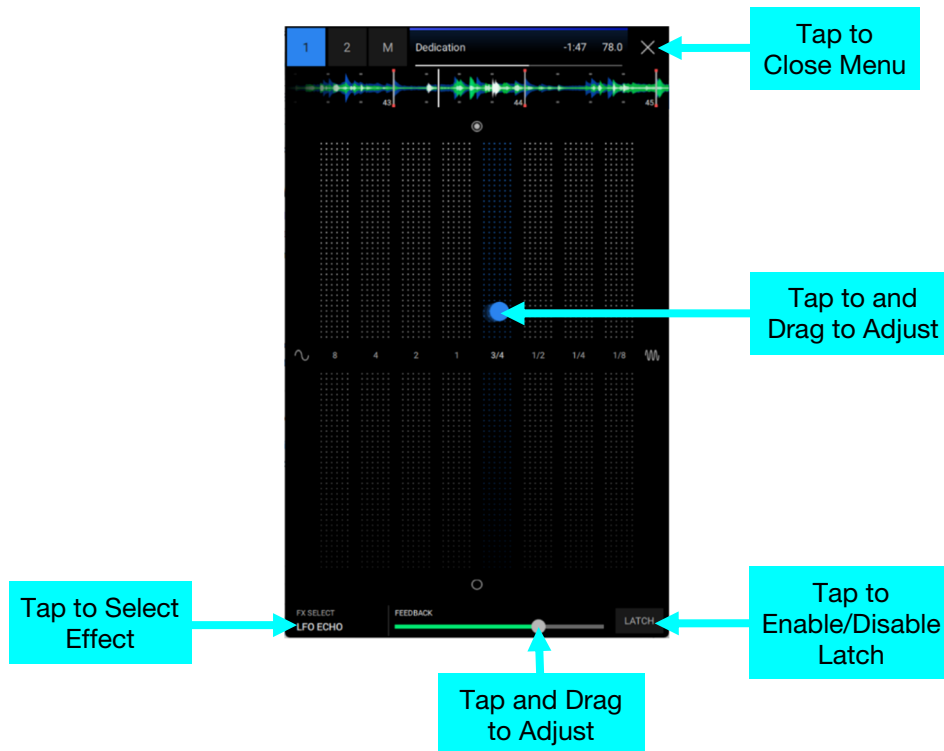 1 2 M Dedication -1:47 78.0
Tap to
Close Menu
43 44 45
Tap to and
Drag to Adjust
8 4 2 1 3/4 1/2 1/4 1/8
Tap to Select
Effect
FX SELECT
LFO ECHO
FEEDBACK
LATCH
Tap to
Enable/Disable
Latch
Tap and Drag
to Adjust